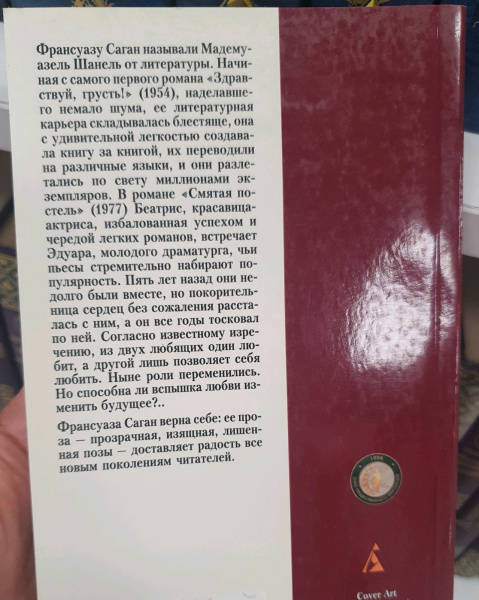 Франсуазу Саган называли Мадему-
азель Шанель от литературы. Начи-
ная с самого первого романа «Здрав-
ствуй, грусть!» (1954), наделавше-
го немало шума, ее литературная
карьера складывалась блестяще, она
с удивительной легкостью создава-
ла книгу за книгой, их переводили
на различные языки, и они разле-
тались по свету миллионами эк-
земпляров. В романе «Смятая по-
стель» (1977) Беатрис, красавица-
актриса, избалованная успехом и
чередой легких романов, встречает
Эдуара, молодого драматурга, чьи
пьесы стремительно набирают по-
пулярность. Пять лет назад они не-
долго были вместе, но покоритель-
ница сердец без сожаления расста-
лась с ним, а он все годы тосковал
по ней. Согласно известному изре-
чению, из двух любящих один лю-
бит, а другой лишь позволяет себя
любить. Ныне роли переменились.
Но способна ли вспышка любви из-
менить будущее?..
Франсуаза Саган верна себе: ее про-
за — прозрачная, изящная, лишен-
ная позы — доставляет радость все
новым поколениям читателей.
Cover Art